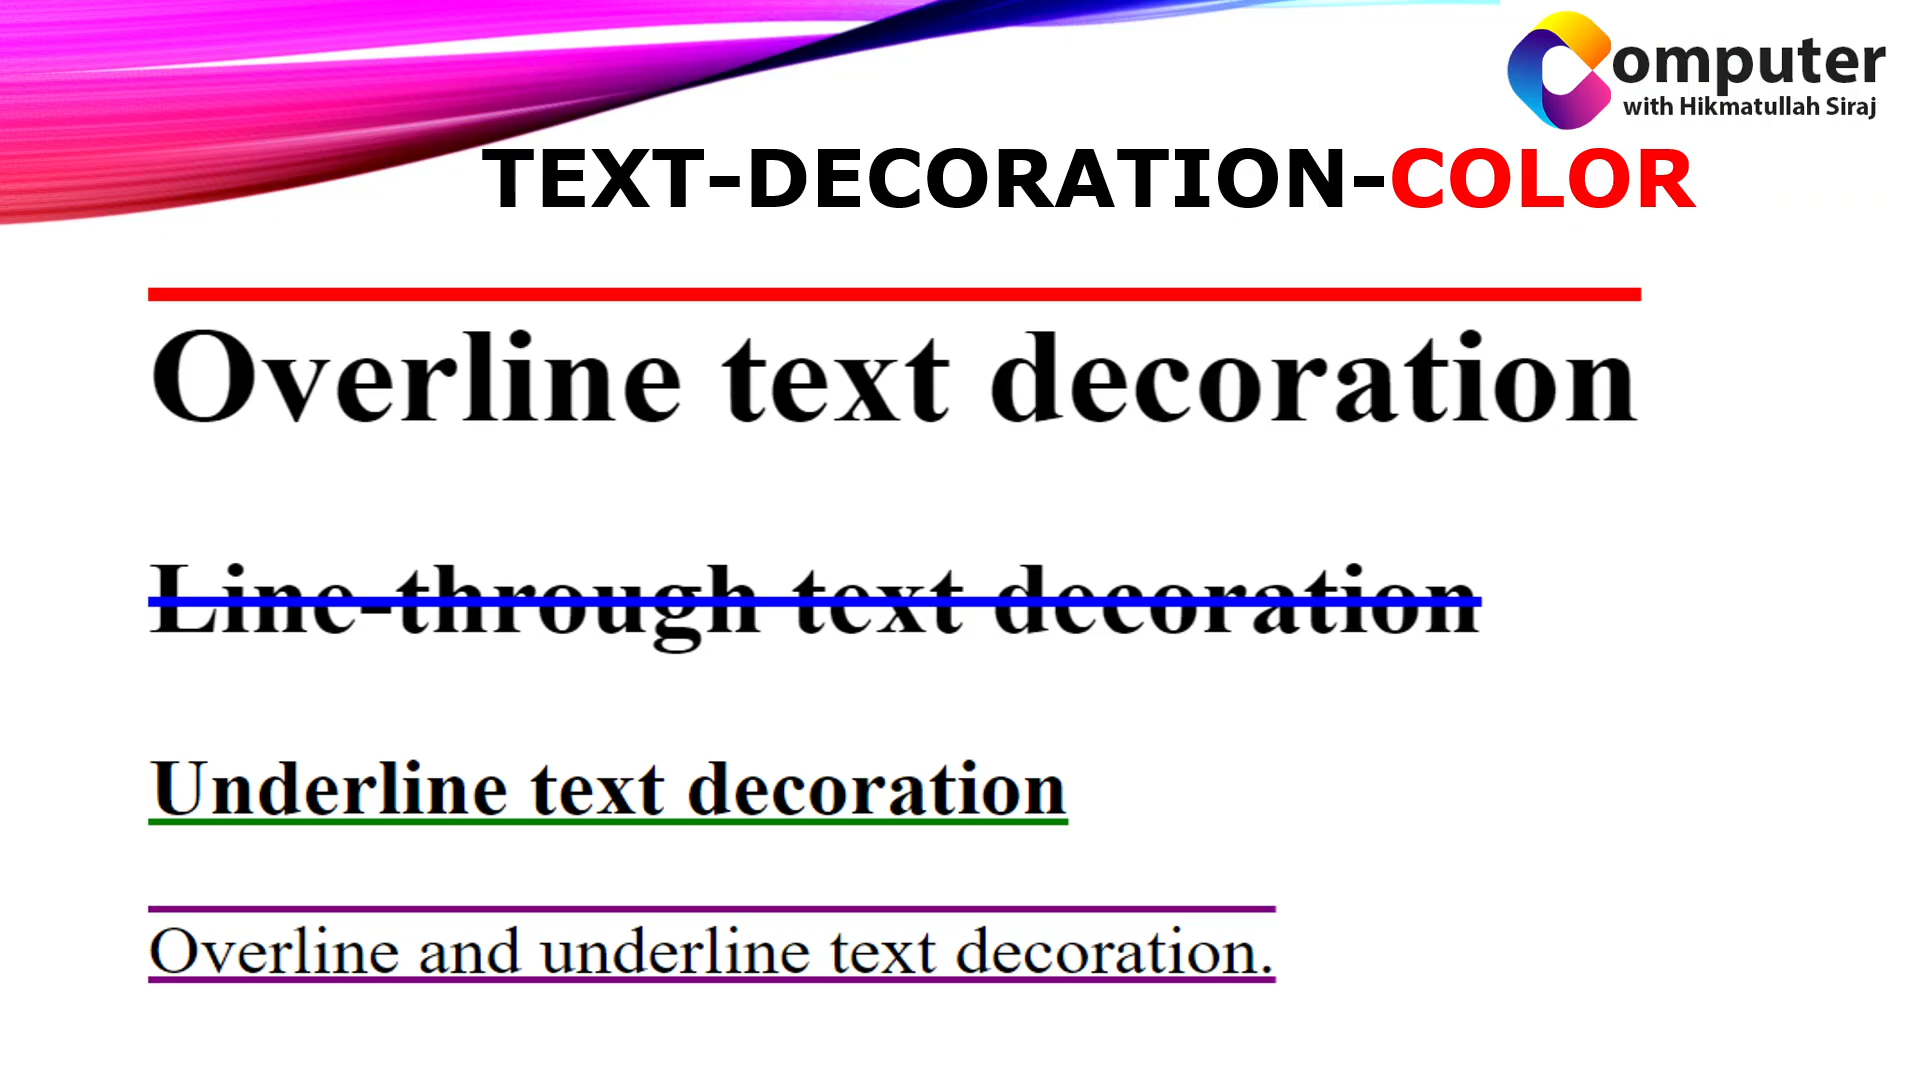 Computer
with Hikmatullah Siraj
TEXT-DECORATION-COLOR
Overline text decoration
Line-through text decoration
Underline text decoration
Overline and underline text decoration.